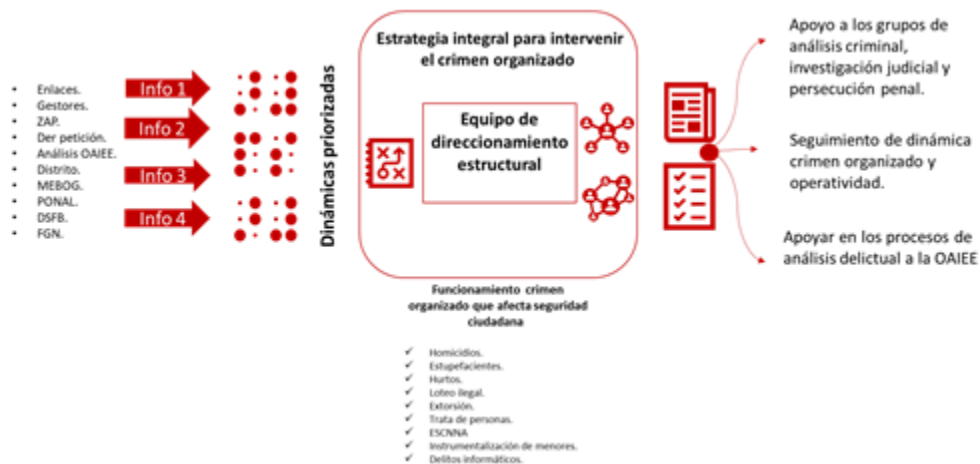 Enlaces.
Gestores.
ZAP.
Der petición.
Análisis OAIEE.
Distrito.
MEBOG.
PONAL.
DSFB.
FGN.
Info 1
Info 2
Info 3
Info 4
Dinámicas priorizadas
Estrategia integral para intervenir
el crimen organizado
Equipo de
direccionamiento
estructural
Funcionamiento crimen
organizado que afecta seguridad
ciudadana
Homicidios.
Estupefacientes.
Hurtos.
Loteo ilegal.
Extorsión.
Trata de personas.
ESCNNA
Instrumentalización de menores.
Delitos informáticos.
Apoyo a los grupos de
análisis criminal,
investigación judicial y
persecución penal.
Seguimiento de dinámica
crimen organizado y
operatividad.
Apoyar en los procesos de
análisis delictual a la OAIEE